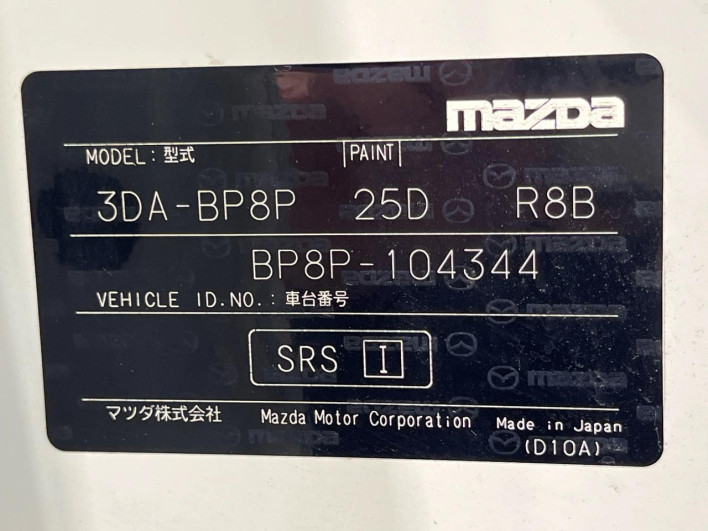 mazda
MODEL: 型式 PAINT
3DA-BP8P 25D R8B
BP8P-104344
VEHICLE ID.NO.: 車台番号
SRS I
マツダ株式会社 Mazda Motor Corporation Made in Japan
(D10A)